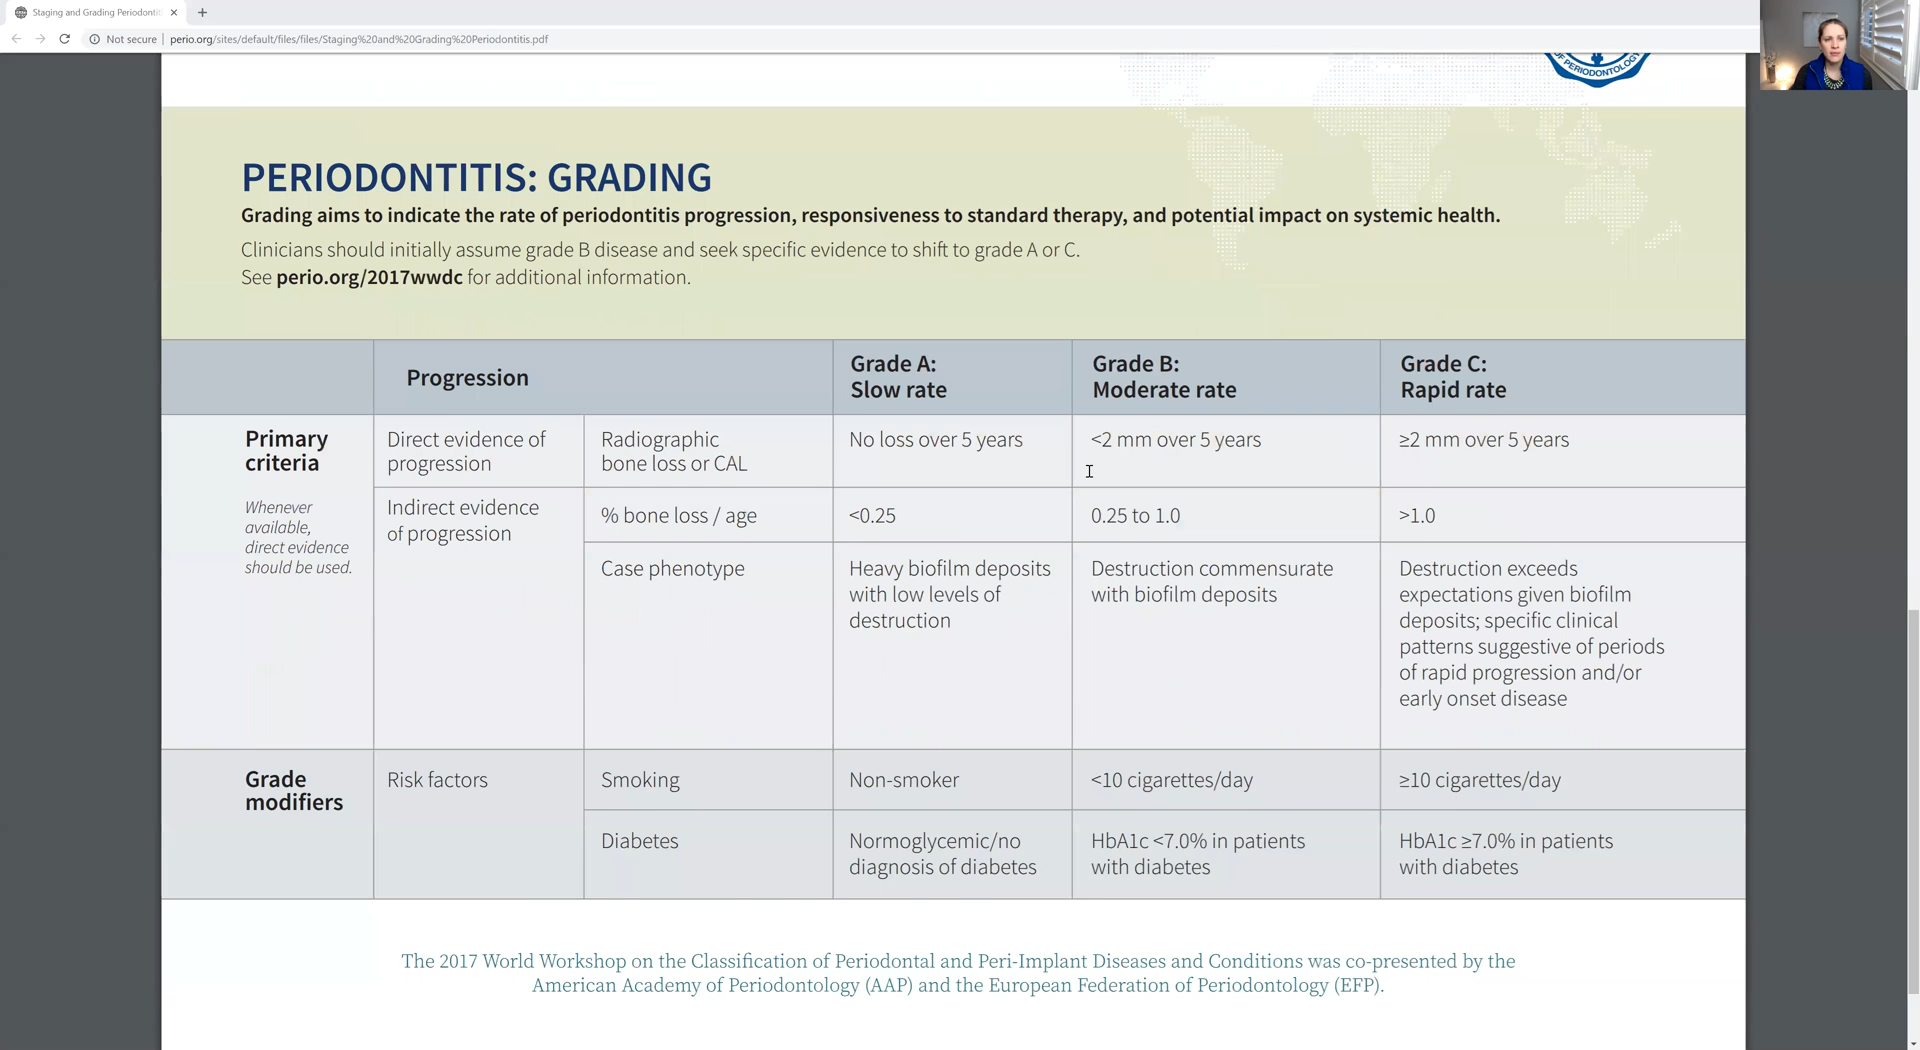 Staging and Grading Periodontit
Not secure | perio.org/sites/default/files/files/Staging%20and%20Grading%20Periodontitis.pdf
OF PERIODONTOLOGY
PERIODONTITIS: GRADING
Grading aims to indicate the rate of periodontitis progression, responsiveness to standard therapy, and potential impact on systemic health.
Clinicians should initially assume grade B disease and seek specific evidence to shift to grade A or C.
See perio.org/2017wwdc for additional information.
Progression
Grade A:
Slow rate
Grade B:
Moderate rate
Grade C:
Rapid rate
Primary
criteria
Whenever
available,
direct evidence
should be used.
Direct evidence of
progression
Radiographic
bone loss or CAL
No loss over 5 years
<2 mm over 5 years
≥2 mm over 5 years
Indirect evidence
of progression
% bone loss / age
<0.25
0.25 to 1.0
>1.0
Case phenotype
Heavy biofilm deposits
with low levels of
destruction
Destruction commensurate
with biofilm deposits
Destruction exceeds
expectations given biofilm
deposits; specific clinical
patterns suggestive of periods
of rapid progression and/or
early onset disease
Grade
modifiers
Risk factors
Smoking
Non-smoker
<10 cigarettes/day
≥10 cigarettes/day
Diabetes
Normoglycemic/no
diagnosis of diabetes
HbA1c <7.0% in patients
with diabetes
HbA1c ≥7.0% in patients
with diabetes
The 2017 World Workshop on the Classification of Periodontal and Peri-Implant Diseases and Conditions was co-presented by the
American Academy of Periodontology (AAP) and the European Federation of Periodontology (EFP).